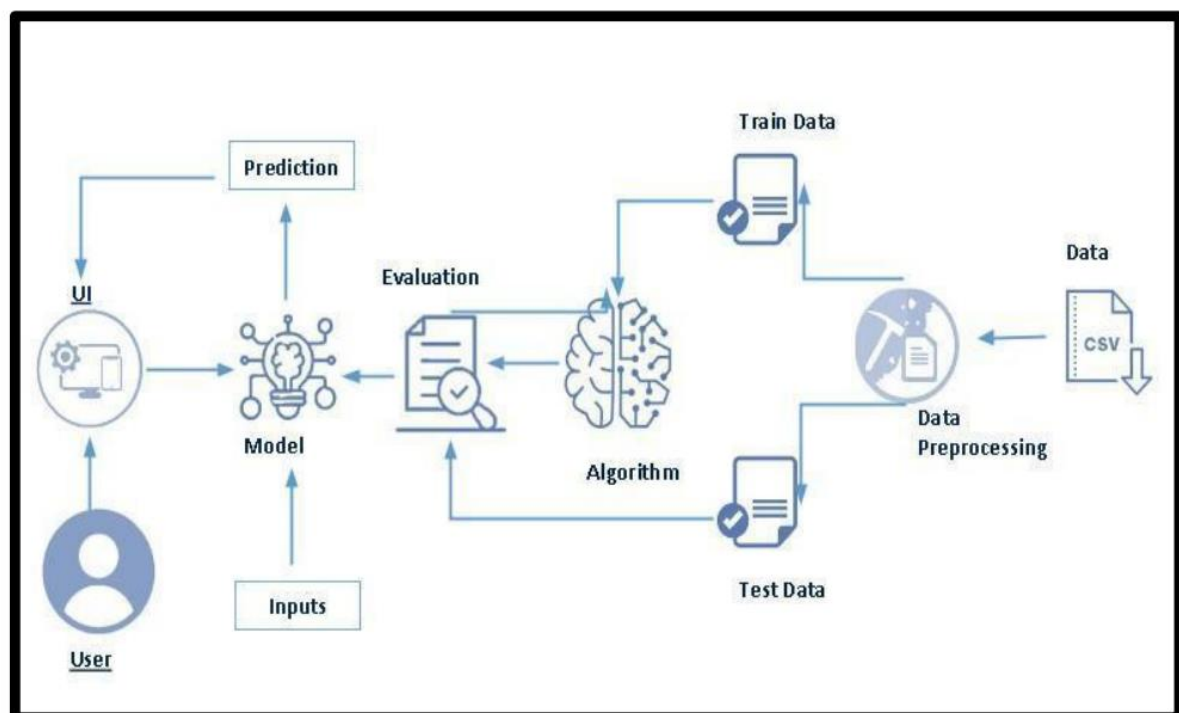 Train Data
Prediction
Data
Evaluation
UI
CSV
Model
Data
Preprocessing
Algorithm
Test Data
Inputs
User